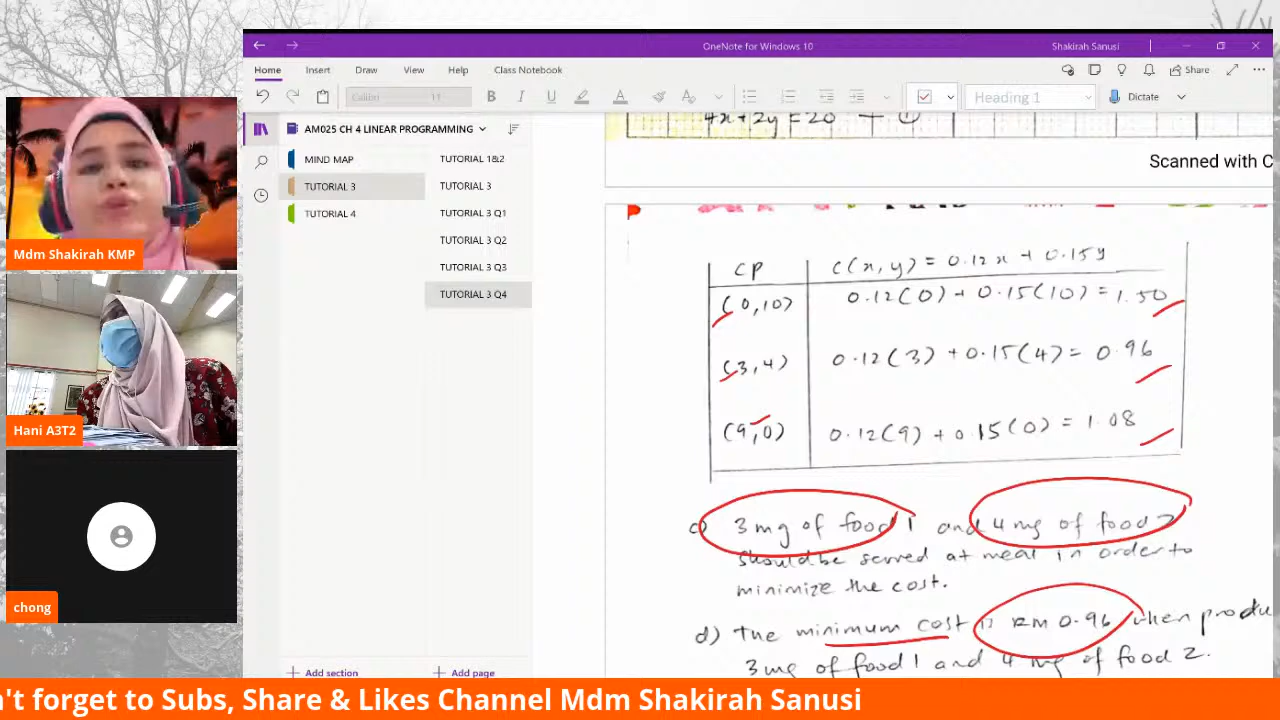 OneNote for Windows 10
Shakirah Sanusi
Home Insert Draw View Help Class Notebook
Share
Calibri 11 B I U A Heading 1 Dictate
AM025 CH 4 LINEAR PROGRAMMING
MIND MAP
TUTORIAL 3
TUTORIAL 4
TUTORIAL 1&2
TUTORIAL 3
TUTORIAL 3 Q1
TUTORIAL 3 Q2
TUTORIAL 3 Q3
TUTORIAL 3 Q4
Add section
Add page
4x+2y=20 — ①
Scanned with C
CP C(x,y) = 0.12x + 0.15y
(0,10) 0.12(0) + 0.15(10) = 1.50
(3,4) 0.12(3) + 0.15(4) = 0.96
(9,0) 0.12(9) + 0.15(0) = 1.08
c) 3mg of food 1 and 4mg of food 2
should be served at meal in order to
minimize the cost.
d) The minimum cost is RM 0.96 when produ
3mg of food 1 and 4 mg of food 2.
Mdm Shakirah KMP
Hani A3T2
chong
't forget to Subs, Share & Likes Channel Mdm Shakirah Sanusi